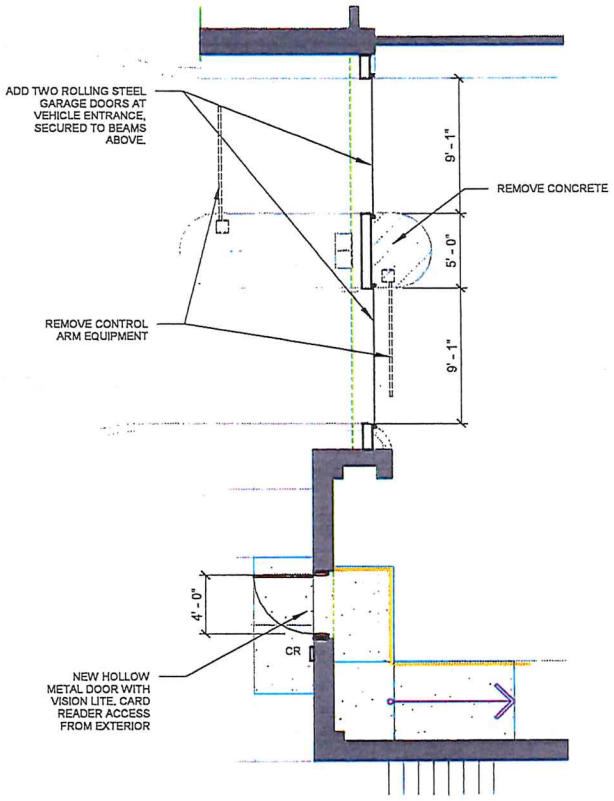 ADD TWO ROLLING STEEL
GARAGE DOORS AT
VEHICLE ENTRANCE,
SECURED TO BEAMS
ABOVE.
9' - 1"
REMOVE CONCRETE
5' - 0"
REMOVE CONTROL
ARM EQUIPMENT
9' - 1"
4' - 0"
CR
NEW HOLLOW
METAL DOOR WITH
VISION LITE. CARD
READER ACCESS
FROM EXTERIOR